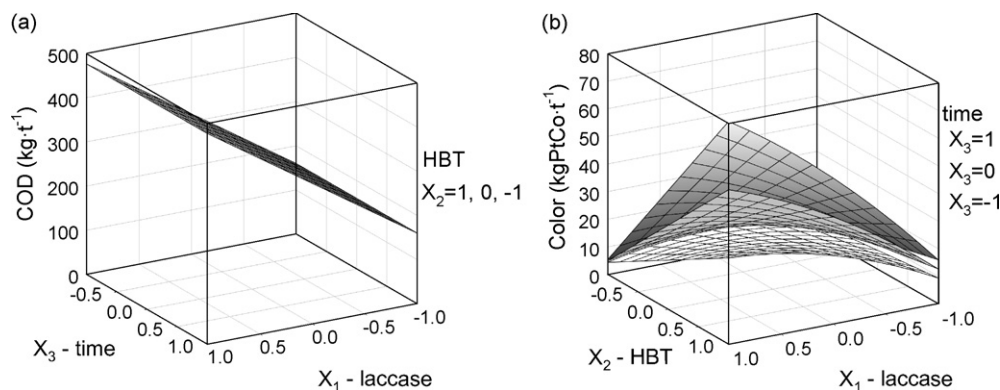 (a)
500
400
300
200
100
0
COD (kg·t⁻¹)
-0.5
0.0
0.5
1.0
X₃ - time
1.0
0.5
0.0
-0.5
-1.0
X₁ - laccase
HBT
X₂=1, 0, -1
(b)
80
70
60
50
40
30
20
10
0
Color (kgPtCo·t⁻¹)
-0.5
0.0
0.5
1.0
X₂ - HBT
1.0
0.5
0.0
-0.5
-1.0
X₁ - laccase
time
X₃=1
X₃=0
X₃=-1